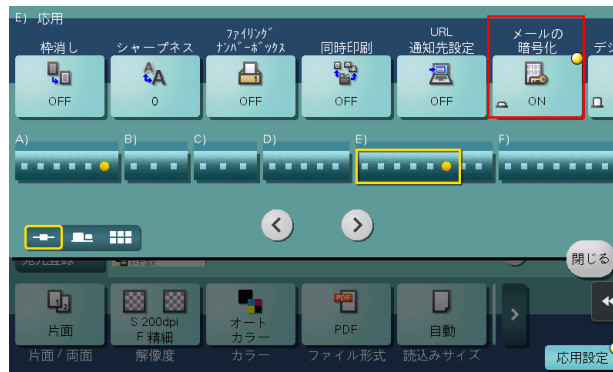 E) 応用
枠消し
シャープネス
ﾌｧｲﾘﾝｸﾞ
ﾅﾝﾊﾞｰﾎﾞｯｸｽ
同時印刷
URL
通知先設定
メールの
暗号化
デジ
OFF
0
OFF
OFF
OFF
ON
A)
B)
C)
D)
E)
F)
閉じる
片面
S 200dpi
F 精細
オート
カラー
PDF
PDF
自動
片面 / 両面
解像度
カラー
ファイル形式
読込みサイズ
応用設定